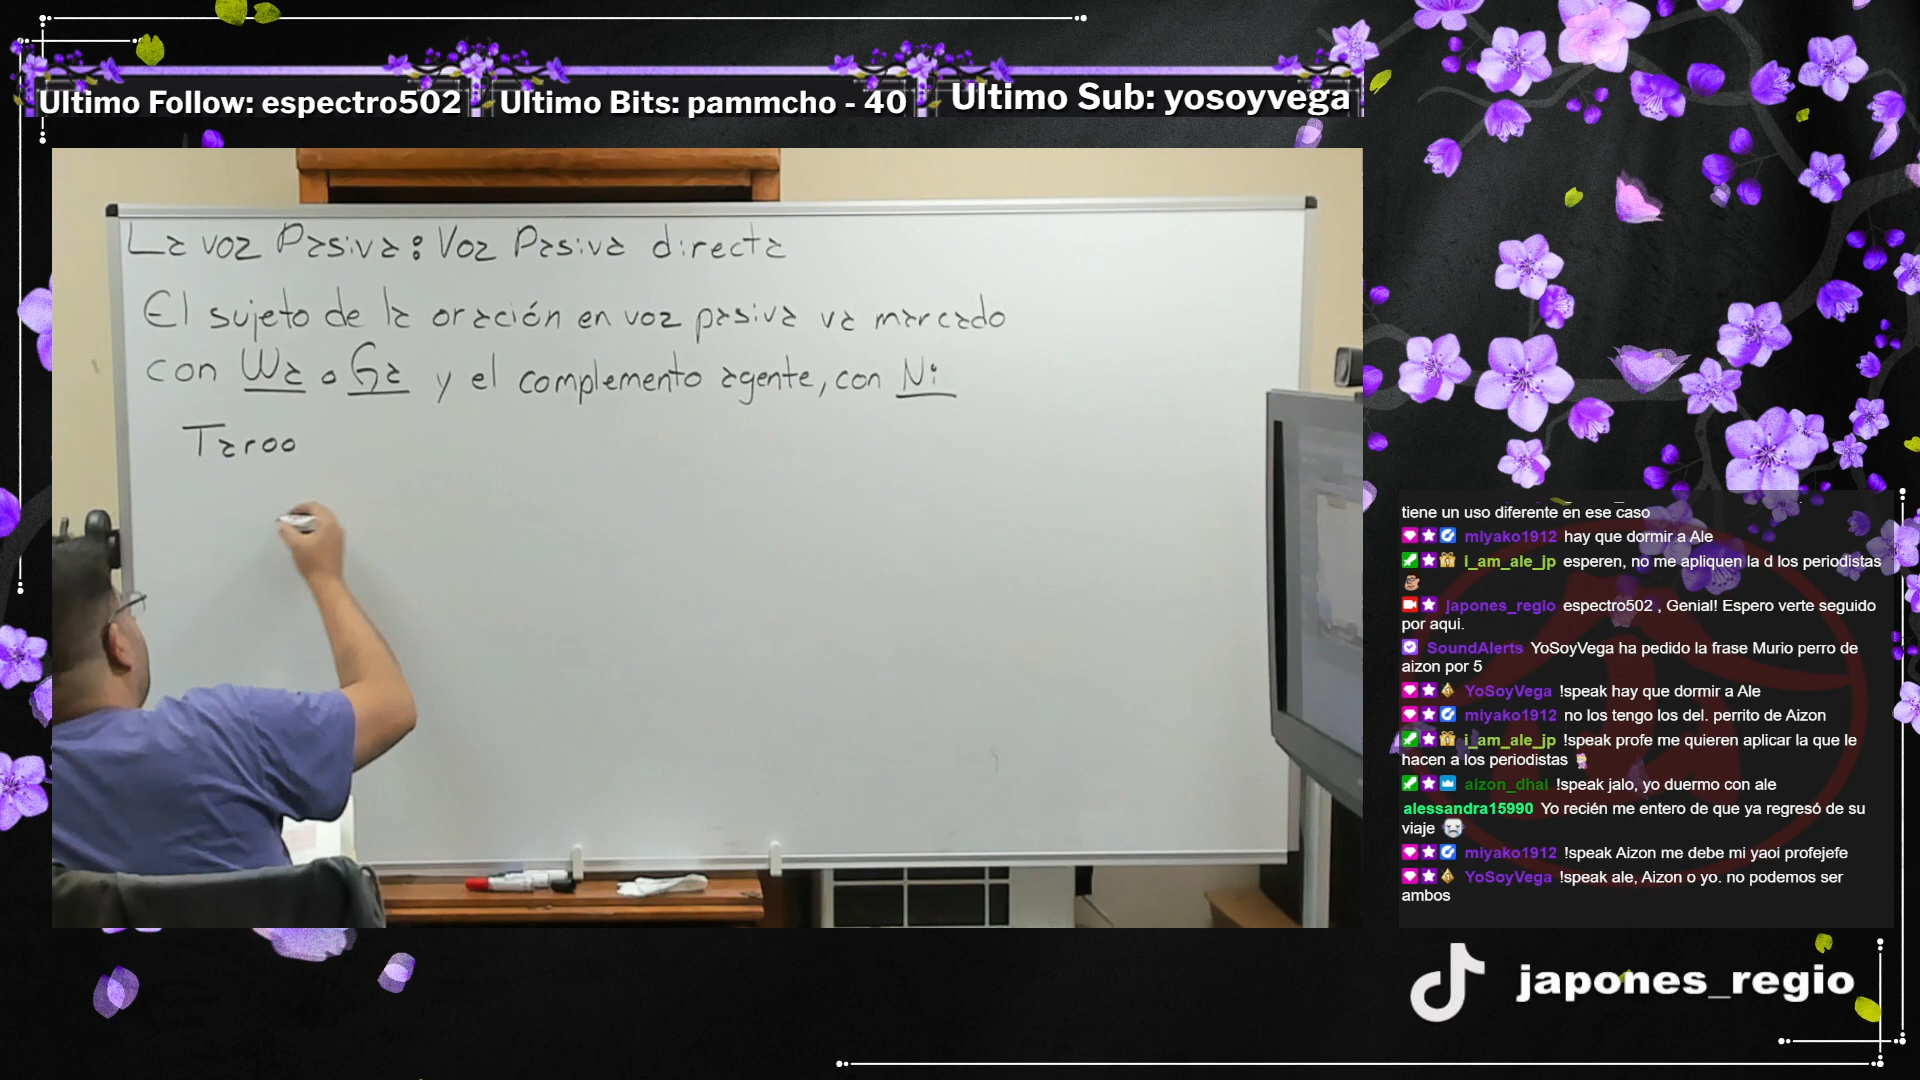 Ultimo Follow: espectro502
Ultimo Bits: pammcho - 40
Ultimo Sub: yosoyvega
La voz Pasiva: Voz Pasiva directa
El sujeto de la oración en voz pasiva va marcado
con Wa o Ga y el complemento agente, con Ni
Taroo
tiene un uso diferente en ese caso
miyako1912 hay que dormir a Ale
i_am_ale_jp esperen, no me apliquen la d los periodistas
japones_regio espectro502 , Genial! Espero verte seguido
por aqui.
SoundAlerts YoSoyVega ha pedido la frase Murio perro de
aizon por 5
YoSoyVega !speak hay que dormir a Ale
miyako1912 no los tengo los del. perrito de Aizon
i_am_ale_jp !speak profe me quieren aplicar la que le
hacen a los periodistas
aizon_dhal !speak jalo, yo duermo con ale
alessandra15990 Yo recién me entero de que ya regresó de su
viaje
miyako1912 !speak Aizon me debe mi yaoi profejefe
YoSoyVega !speak ale, Aizon o yo. no podemos ser
ambos
japones_regio